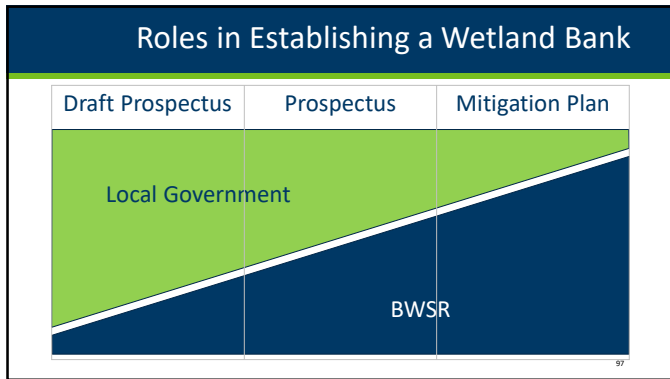 Roles in Establishing a Wetland Bank
Draft Prospectus
Prospectus
Mitigation Plan
Local Government
BWSR
97